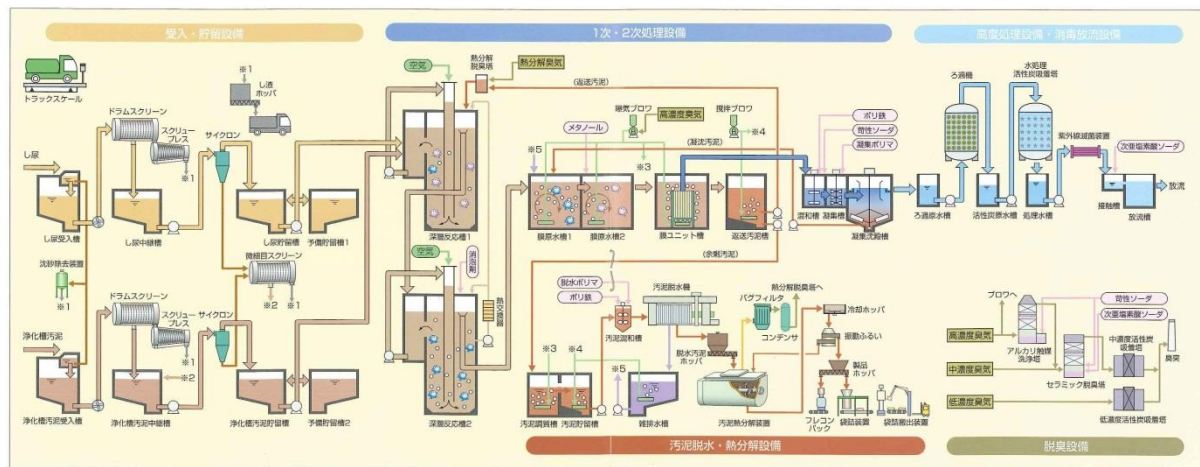 受入・貯留設備
1次・2次処理設備
高度処理設備・消毒放流設備
トラックスケール
※1
し渣
ホッパ
ドラムスクリーン
スクリュー
プレス
※1
サイクロン
し尿
し尿受入槽
し尿中継槽
し尿貯留槽
予備貯留槽1
沈砂除去装置
※1
微細目スクリーン
※2
※1
ドラムスクリーン
スクリュー
プレス
※1
サイクロン
浄化槽汚泥
※2
浄化槽汚泥受入槽
浄化槽汚泥中継槽
浄化槽汚泥貯留槽
予備貯留槽2
空気
熱分解
脱臭塔
熱分解臭気
(返送汚泥)
深層反応槽1
空気
消泡剤
熱交換器
深層反応槽2
メタノール
曝気ブロワ
高濃度臭気
撹拌ブロワ
※4
(凝沈汚泥)
※5
※3
膜原水槽1
膜原水槽2
膜ユニット槽
返送汚泥槽
(余剰汚泥)
ポリ鉄
苛性ソーダ
凝集ポリマ
混和槽
凝集槽
凝集沈殿槽
ろ過機
水処理
活性炭吸着塔
紫外線滅菌装置
次亜塩素酸ソーダ
ろ過原水槽
活性炭原水槽
処理水槽
接触槽
放流槽
放流
脱水ポリマ
ポリ鉄
汚泥脱水機
汚泥混和槽
脱水汚泥
ホッパ
バグフィルタ
熱分解脱臭塔へ
コンデンサ
冷却ホッパ
振動ふるい
製品
ホッパ
※3
※4
※5
汚泥調質槽
汚泥貯留槽
雑排水槽
汚泥熱分解装置
フレコン
バック
袋詰装置
袋詰搬出装置
汚泥脱水・熱分解設備
ブロワへ
高濃度臭気
中濃度臭気
低濃度臭気
苛性ソーダ
次亜塩素酸ソーダ
アルカリ触媒
洗浄塔
セラミック脱臭塔
中濃度活性炭
吸着塔
低濃度活性炭吸着塔
臭突
脱臭設備